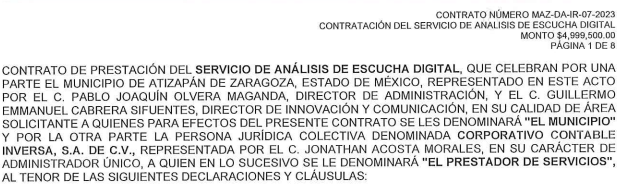 CONTRATO NÚMERO MAZ-DA-IR-07-2023
CONTRATACIÓN DEL SERVICIO DE ANALISIS DE ESCUCHA DIGITAL
MONTO $4,999,500.00
PÁGINA 1 DE 8
CONTRATO DE PRESTACIÓN DEL SERVICIO DE ANÁLISIS DE ESCUCHA DIGITAL, QUE CELEBRAN POR UNA
PARTE EL MUNICIPIO DE ATIZAPÁN DE ZARAGOZA, ESTADO DE MÉXICO, REPRESENTADO EN ESTE ACTO
POR EL C. PABLO JOAQUÍN OLVERA MAGANDA, DIRECTOR DE ADMINISTRACIÓN, Y EL C. GUILLERMO
EMMANUEL CABRERA SIFUENTES, DIRECTOR DE INNOVACIÓN Y COMUNICACIÓN, EN SU CALIDAD DE ÁREA
SOLICITANTE A QUIENES PARA EFECTOS DEL PRESENTE CONTRATO SE LES DENOMINARÁ "EL MUNICIPIO"
Y POR LA OTRA PARTE LA PERSONA JURÍDICA COLECTIVA DENOMINADA CORPORATIVO CONTABLE
INVERSA, S.A. DE C.V., REPRESENTADA POR EL C. JONATHAN ACOSTA MORALES, EN SU CARÁCTER DE
ADMINISTRADOR ÚNICO, A QUIEN EN LO SUCESIVO SE LE DENOMINARÁ "EL PRESTADOR DE SERVICIOS",
AL TENOR DE LAS SIGUIENTES DECLARACIONES Y CLÁUSULAS: